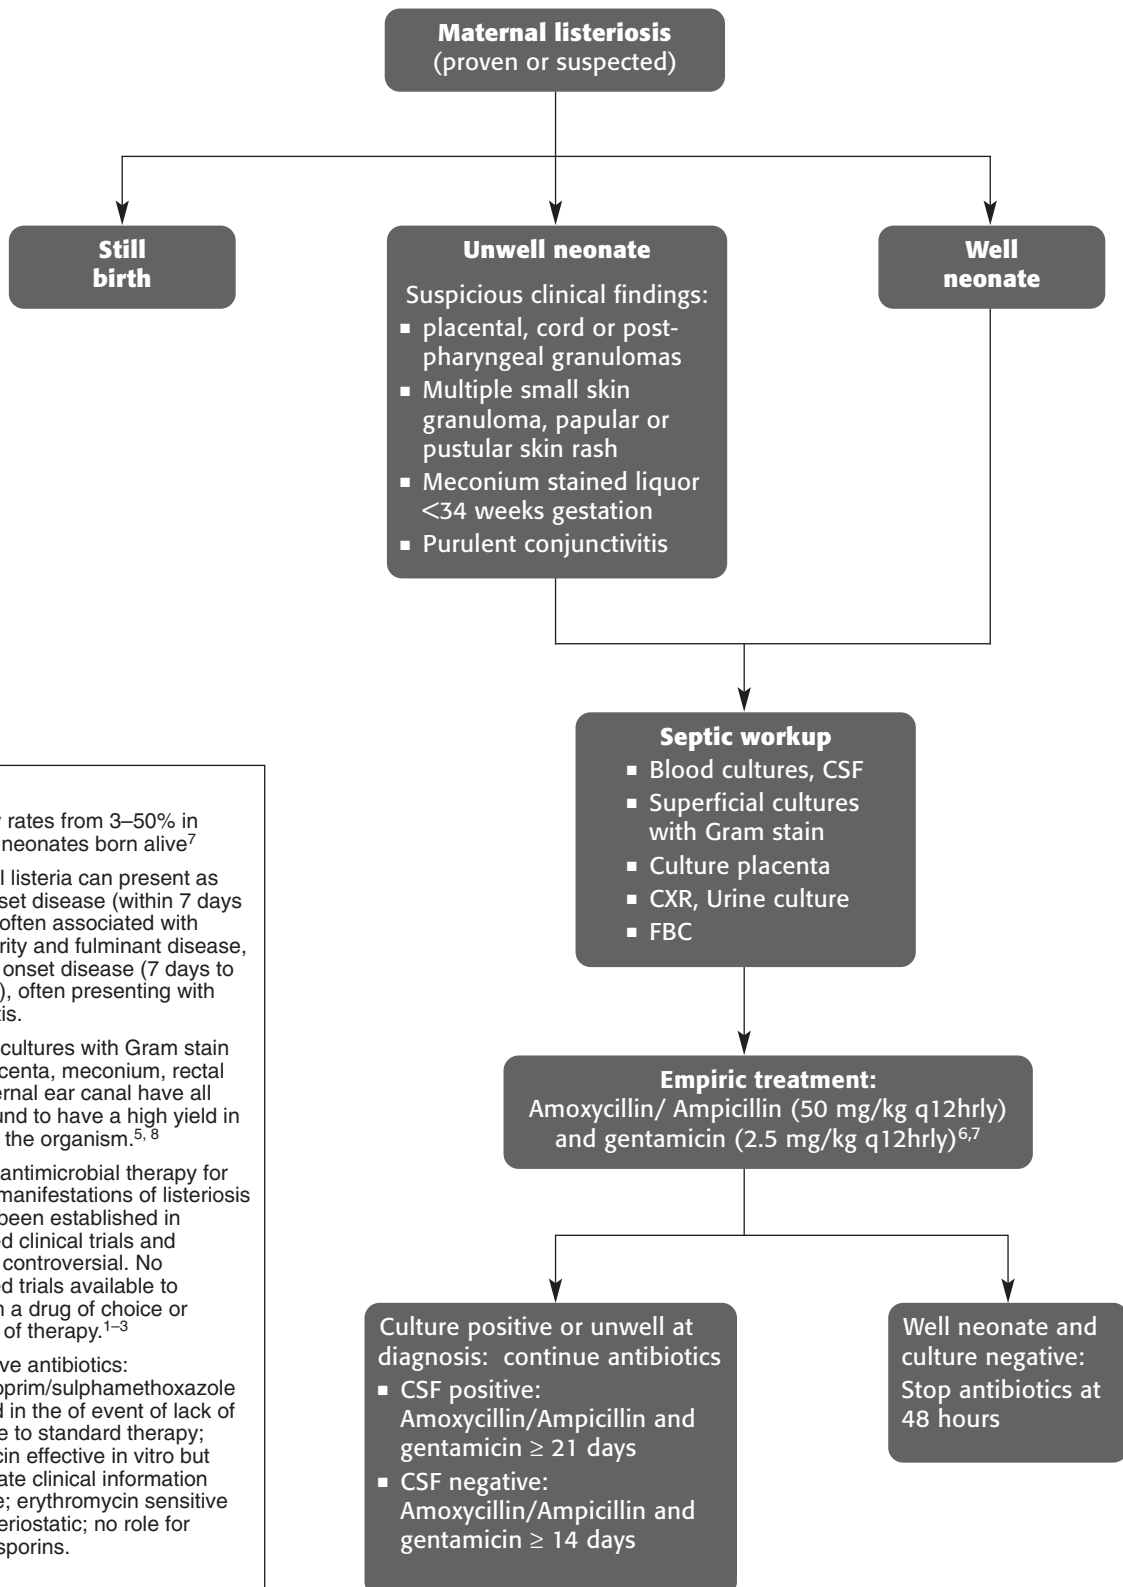 Maternal listeriosis
(proven or suspected)
Still
birth
Unwell neonate
Suspicious clinical findings:
▪ placental, cord or post-
pharyngeal granulomas
▪ Multiple small skin
granuloma, papular or
pustular skin rash
▪ Meconium stained liquor
<34 weeks gestation
▪ Purulent conjunctivitis
Well
neonate
Septic workup
▪ Blood cultures, CSF
▪ Superficial cultures
with Gram stain
▪ Culture placenta
▪ CXR, Urine culture
▪ FBC
Empiric treatment:
Amoxycillin/ Ampicillin (50 mg/kg q12hrly)
and gentamicin (2.5 mg/kg q12hrly)6,7
Culture positive or unwell at
diagnosis: continue antibiotics
▪ CSF positive:
Amoxycillin/Ampicillin and
gentamicin ≥ 21 days
▪ CSF negative:
Amoxycillin/Ampicillin and
gentamicin ≥ 14 days
Well neonate and
culture negative:
Stop antibiotics at
48 hours
rates from 3–50% in
neonates born alive7
listeria can present as
set disease (within 7 days
often associated with
rity and fulminant disease,
onset disease (7 days to
), often presenting with
tis.
cultures with Gram stain
centa, meconium, rectal
ernal ear canal have all
und to have a high yield in
the organism.5, 8
antimicrobial therapy for
manifestations of listeriosis
been established in
ed clinical trials and
controversial. No
ed trials available to
a drug of choice or
of therapy.1–3
ve antibiotics:
oprim/sulphamethoxazole
d in the of event of lack of
e to standard therapy;
cin effective in vitro but
ate clinical information
e; erythromycin sensitive
eriostatic; no role for
sporins.